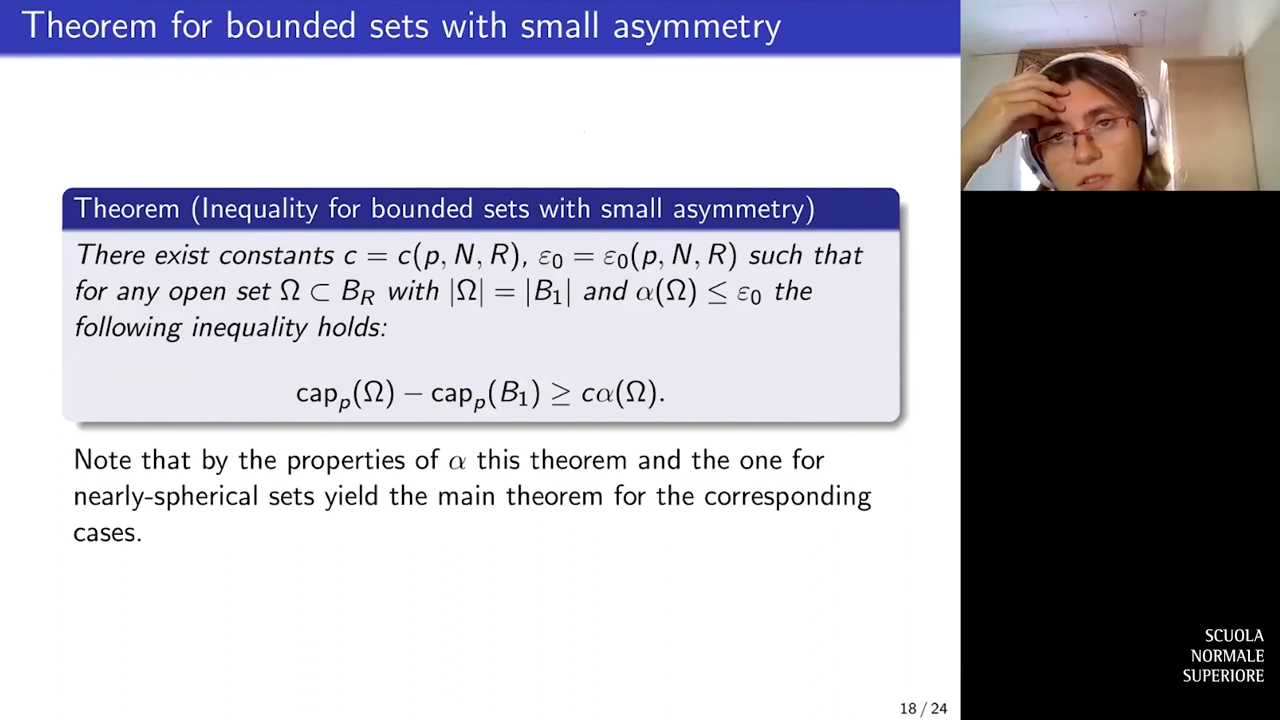 Theorem for bounded sets with small asymmetry
Theorem (Inequality for bounded sets with small asymmetry)
There exist constants c = c(p, N, R), ε₀ = ε₀(p, N, R) such that
for any open set Ω ⊂ B_R with |Ω| = |B₁| and α(Ω) ≤ ε₀ the
following inequality holds:
cap_p(Ω) − cap_p(B₁) ≥ cα(Ω).
Note that by the properties of α this theorem and the one for
nearly-spherical sets yield the main theorem for the corresponding
cases.
SCUOLA
NORMALE
SUPERIORE
18 / 24